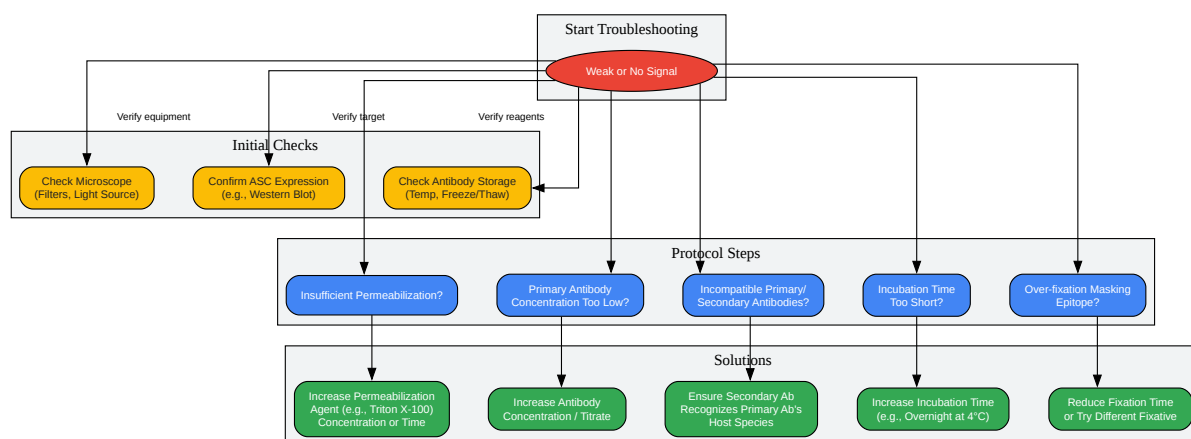 Start Troubleshooting
Weak or No Signal
Verify equipment
Verify target
Verify reagents
Initial Checks
Check Microscope
(Filters, Light Source)
Confirm ASC Expression
(e.g., Western Blot)
Check Antibody Storage
(Temp, Freeze/Thaw)
Protocol Steps
Insufficient Permeabilization?
Primary Antibody
Concentration Too Low?
Incompatible Primary/
Secondary Antibodies?
Incubation Time
Too Short?
Over-fixation Masking
Epitope?
Solutions
Increase Permeabilization
Agent (e.g., Triton X-100)
Concentration or Time
Increase Antibody
Concentration / Titrate
Ensure Secondary Ab
Recognizes Primary Ab's
Host Species
Increase Incubation Time
(e.g., Overnight at 4°C)
Reduce Fixation Time
or Try Different Fixative